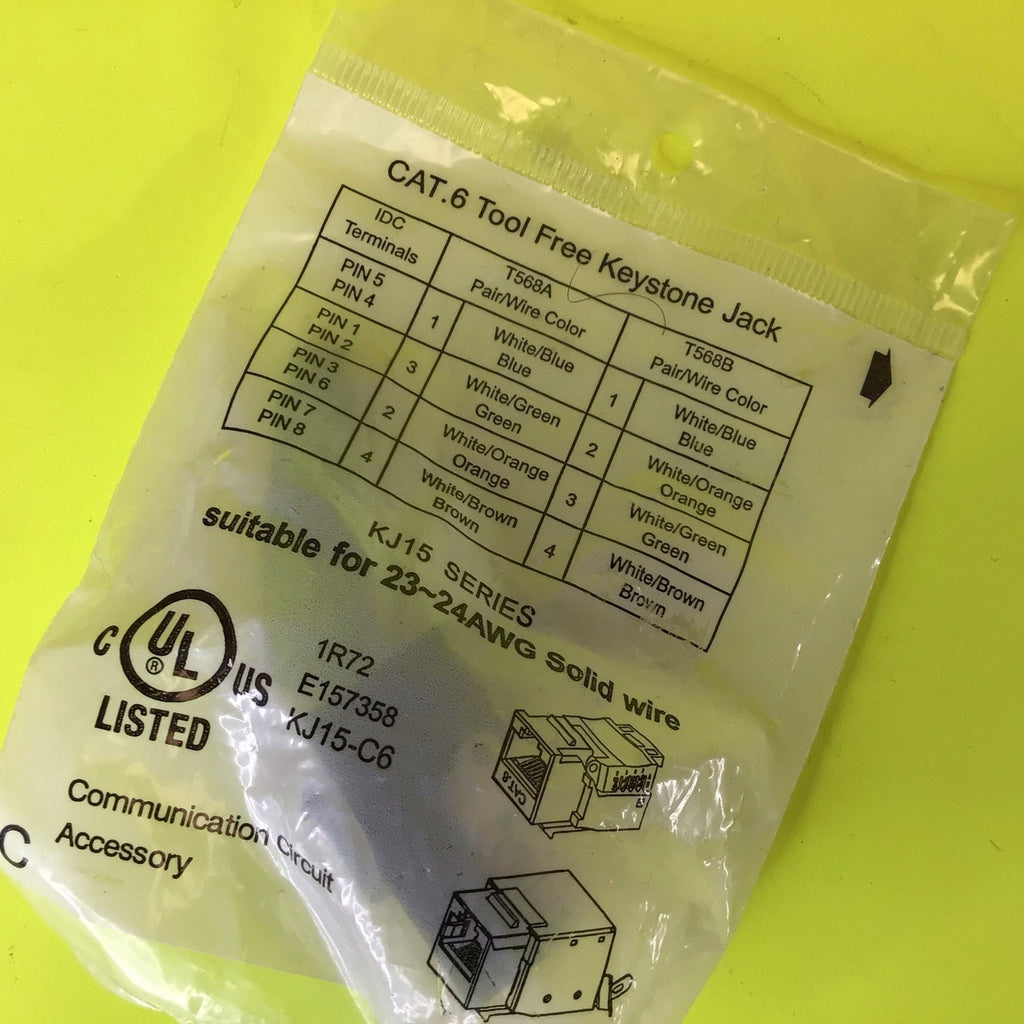 CAT.6 Tool Free Keystone Jack
IDC Terminals
T568A Pair/Wire Color
T568B Pair/Wire Color
PIN 5
PIN 4
1
White/Blue
Blue
1
White/Blue
Blue
PIN 1
PIN 2
3
White/Green
Green
2
White/Orange
Orange
PIN 3
PIN 6
2
White/Orange
Orange
3
White/Green
Green
PIN 7
PIN 8
4
White/Brown
Brown
4
White/Brown
Brown
KJ15 SERIES
suitable for 23~24AWG Solid wire
C UL ® US
LISTED
1R72
E157358
KJ15-C6
Communication Circuit
Accessory
C
CAT.6